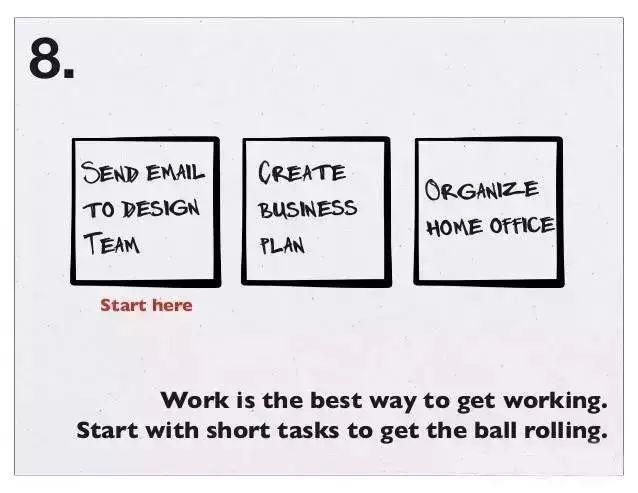 8.
SEND EMAIL
TO DESIGN
TEAM
CREATE
BUSINESS
PLAN
ORGANIZE
HOME OFFICE
Start here
Work is the best way to get working.
Start with short tasks to get the ball rolling.